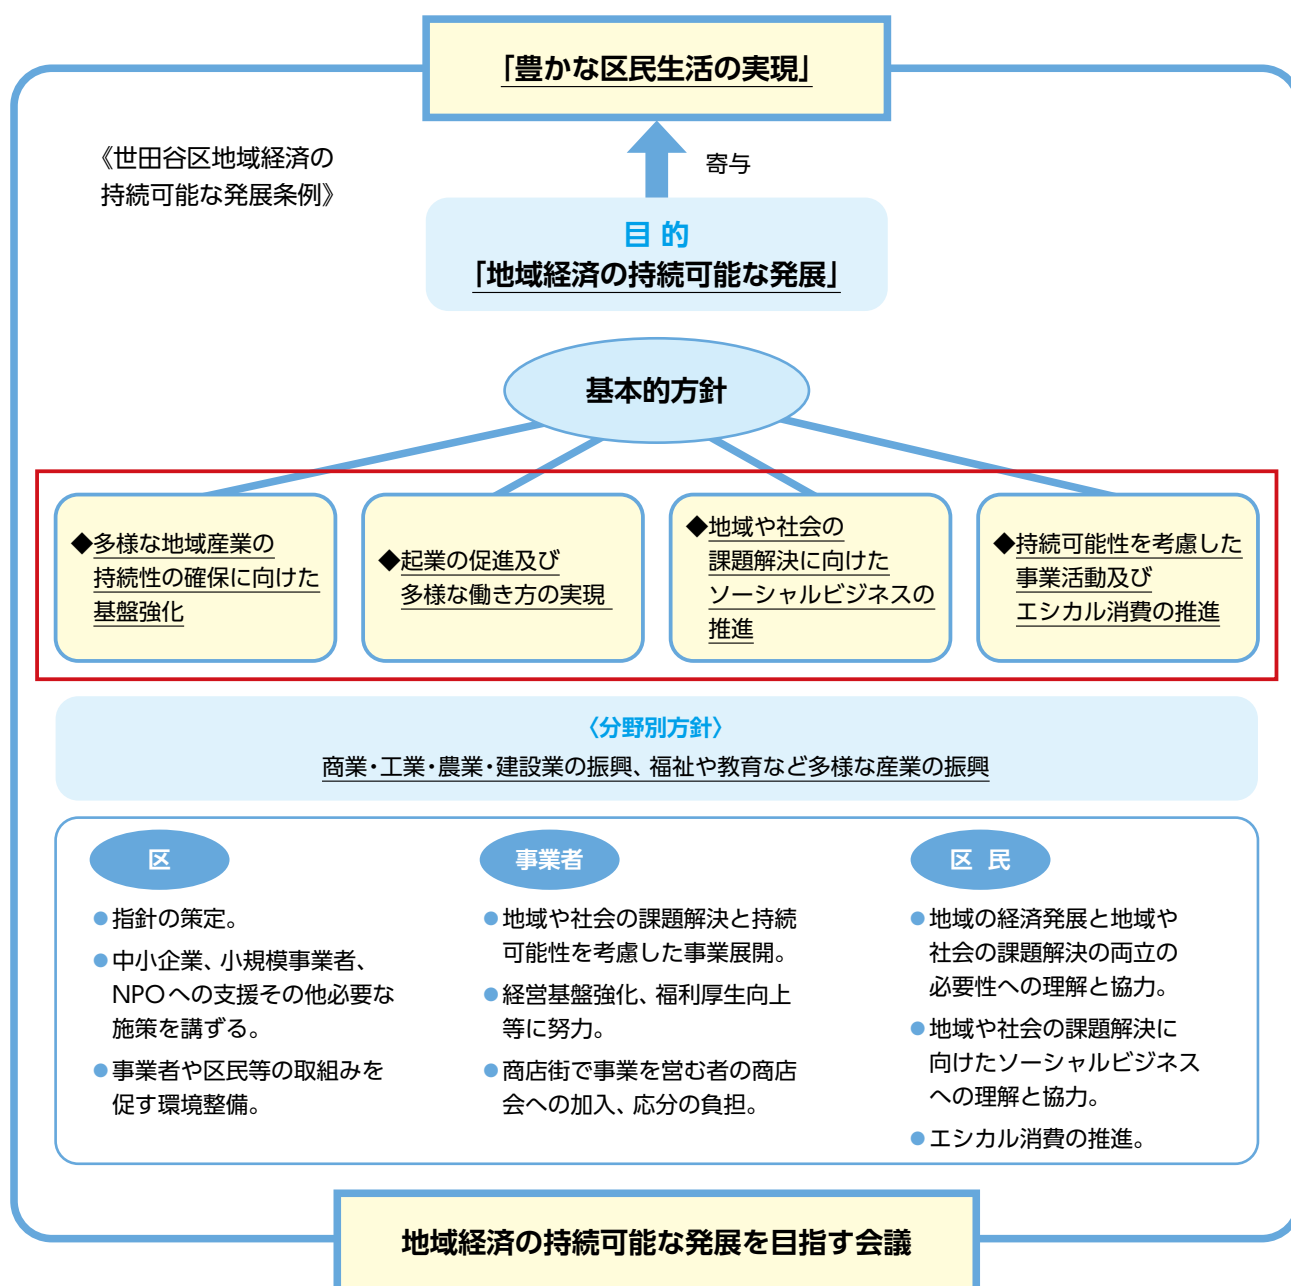 「豊かな区民生活の実現」
《世田谷区地域経済の
持続可能な発展条例》
寄与
目 的
「地域経済の持続可能な発展」
基本的方針
◆多様な地域産業の
持続性の確保に向けた
基盤強化
◆起業の促進及び
多様な働き方の実現
◆地域や社会の
課題解決に向けた
ソーシャルビジネスの
推進
◆持続可能性を考慮した
事業活動及び
エシカル消費の推進
〈分野別方針〉
商業・工業・農業・建設業の振興、福祉や教育など多様な産業の振興
区
●指針の策定。
●中小企業、小規模事業者、
NPOへの支援その他必要な
施策を講ずる。
●事業者や区民等の取組みを
促す環境整備。
事業者
●地域や社会の課題解決と持続
可能性を考慮した事業展開。
●経営基盤強化、福利厚生向上
等に努力。
●商店街で事業を営む者の商店
会への加入、応分の負担。
区 民
●地域の経済発展と地域や
社会の課題解決の両立の
必要性への理解と協力。
●地域や社会の課題解決に
向けたソーシャルビジネス
への理解と協力。
●エシカル消費の推進。
地域経済の持続可能な発展を目指す会議